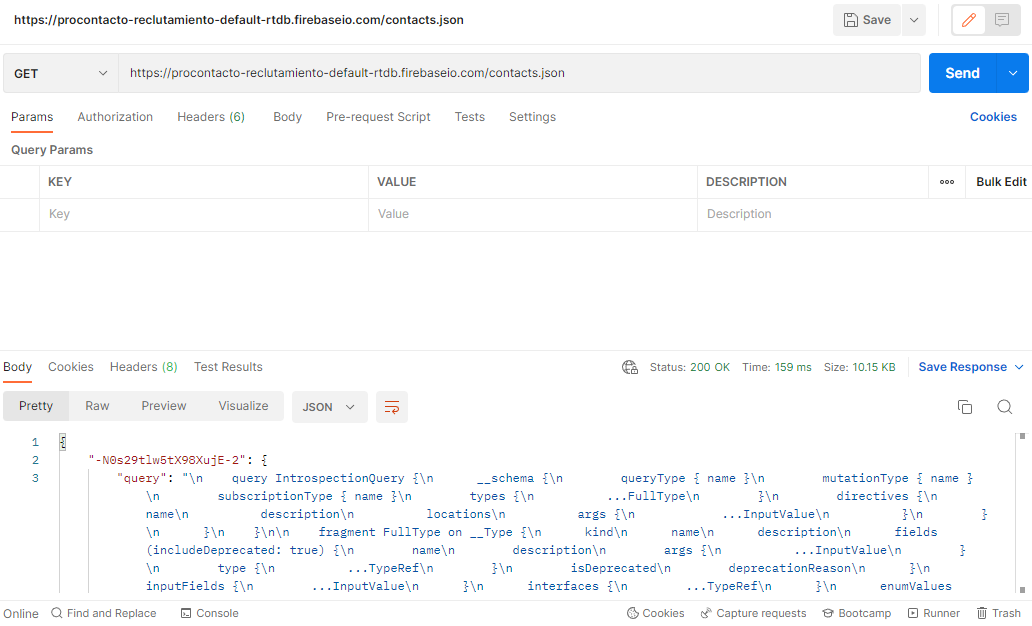 https://procontacto-reclutamiento-default-rtdb.firebaseio.com/contacts.json Save
GET https://procontacto-reclutamiento-default-rtdb.firebaseio.com/contacts.json Send
Params Authorization Headers (6) Body Pre-request Script Tests Settings Cookies
Query Params
KEY VALUE DESCRIPTION ooo Bulk Edit
Key Value Description
Body Cookies Headers (8) Test Results Status: 200 OK Time: 159 ms Size: 10.15 KB Save Response
Pretty Raw Preview Visualize JSON
1 {
2 "-N0s29tlw5tX98XujE-2": {
3 "query": "\n query IntrospectionQuery {\n __schema {\n queryType { name }\n mutationType { name }
\n subscriptionType { name }\n types {\n ...FullType\n }\n directives {\n
name\n description\n locations\n args {\n ...InputValue\n }\n }
\n }\n }\n\n fragment FullType on __Type {\n kind\n name\n description\n fields
(includeDeprecated: true) {\n name\n description\n args {\n ...InputValue\n }
\n type {\n ...TypeRef\n }\n isDeprecated\n deprecationReason\n }\n
inputFields {\n ...InputValue\n }\n interfaces {\n ...TypeRef\n }\n enumValues
Online Find and Replace Console Cookies Capture requests Bootcamp Runner Trash